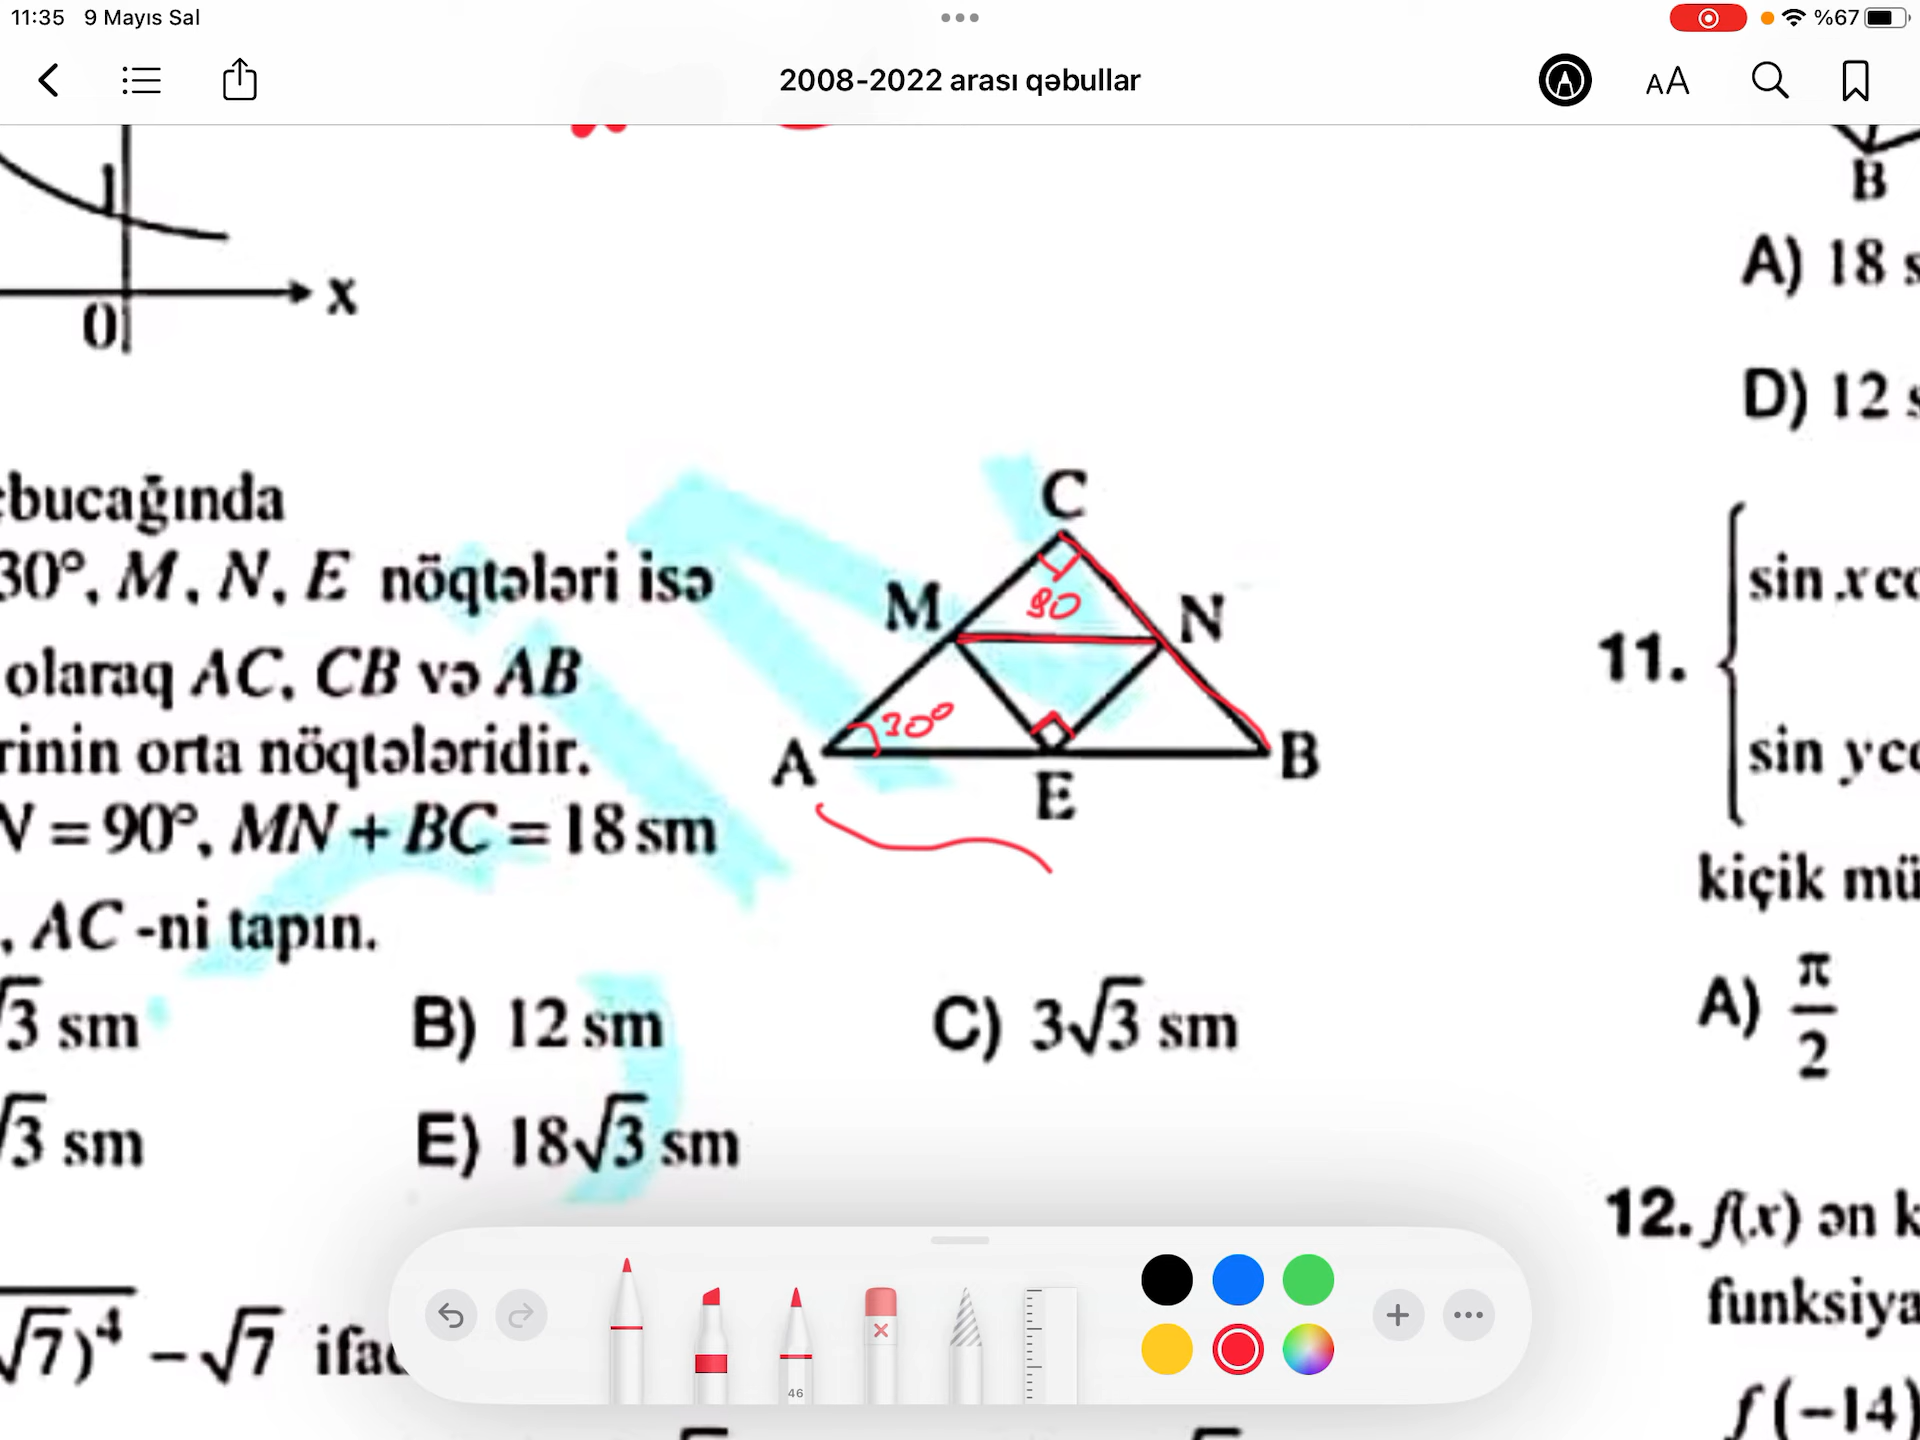 11:35 9 Mayıs Sal
%67
2008-2022 arası qəbullar
AA
1
0
x
bucağında
30°, M, N, E nöqtələri isə
olaraq AC, CB və AB
rinin orta nöqtələridir.
N = 90°, MN + BC = 18 sm
, AC -ni tapın.
√3 sm
B) 12 sm
C) 3√3 sm
√3 sm
E) 18√3 sm
√7)⁴ − √7 ifa
C
M
90
N
30°
A
E
B
B
A) 18 s
D) 12 s
11.
sin x c
sin y c
kiçik mü
A) π/2
12. f(x) ən k
funksiya
f(−14)
46